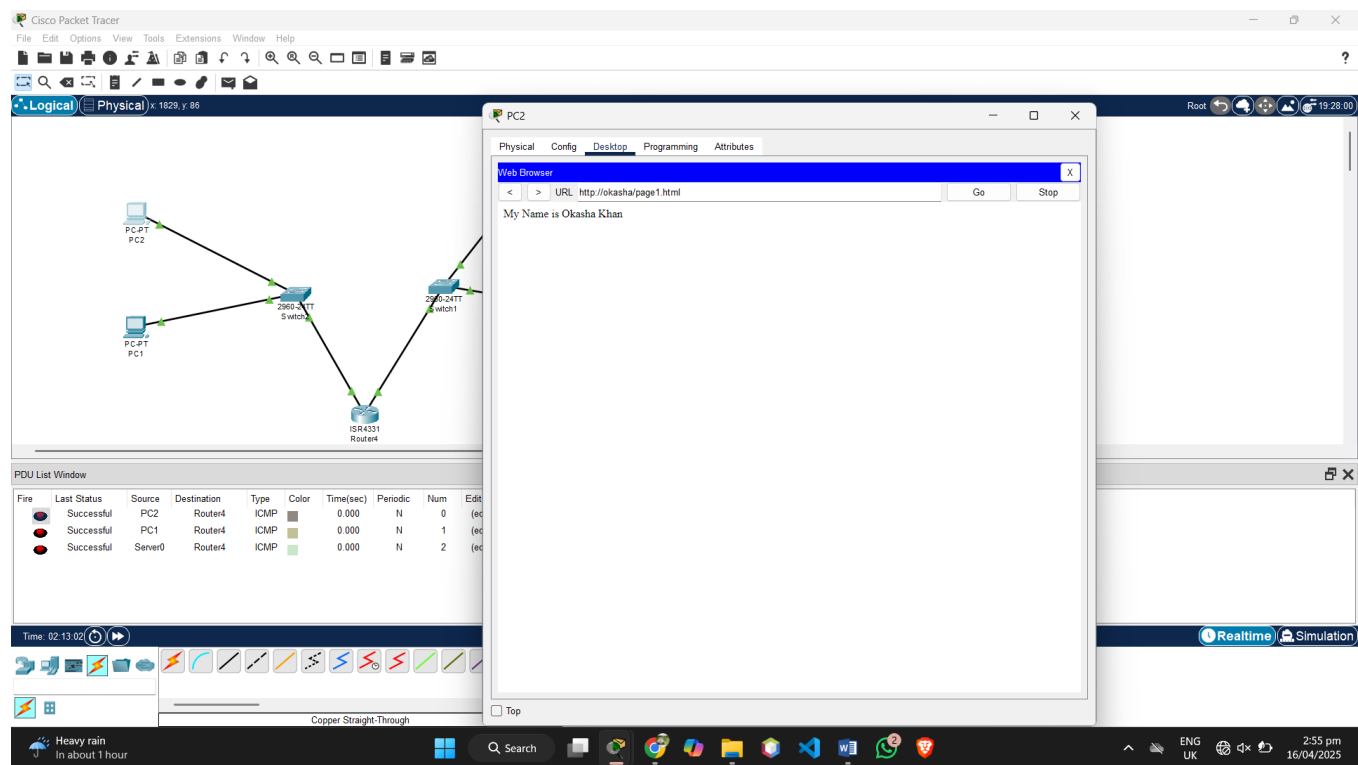 Cisco Packet Tracer
File Edit Options View Tools Extensions Window Help
?
Logical Physical x: 1829, y: 86
Root 19:28:00
PC2
Physical Config Desktop Programming Attributes
Web Browser X
< > URL http://okasha/page1.html Go Stop
My Name is Okasha Khan
PC-PT
PC2
2960-24TT
Switch1
PC-PT
PC1
ISR4331
Router4
PDU List Window
Fire Last Status Source Destination Type Color Time(sec) Periodic Num Edit
Successful PC2 Router4 ICMP 0.000 N 0 (ed
Successful PC1 Router4 ICMP 0.000 N 1 (ed
Successful Server0 Router4 ICMP 0.000 N 2 (ed
Time: 02:13:02
Realtime Simulation
Copper Straight-Through
Top
Heavy rain
In about 1 hour
Search
2
ENG
UK
2:55 pm
16/04/2025